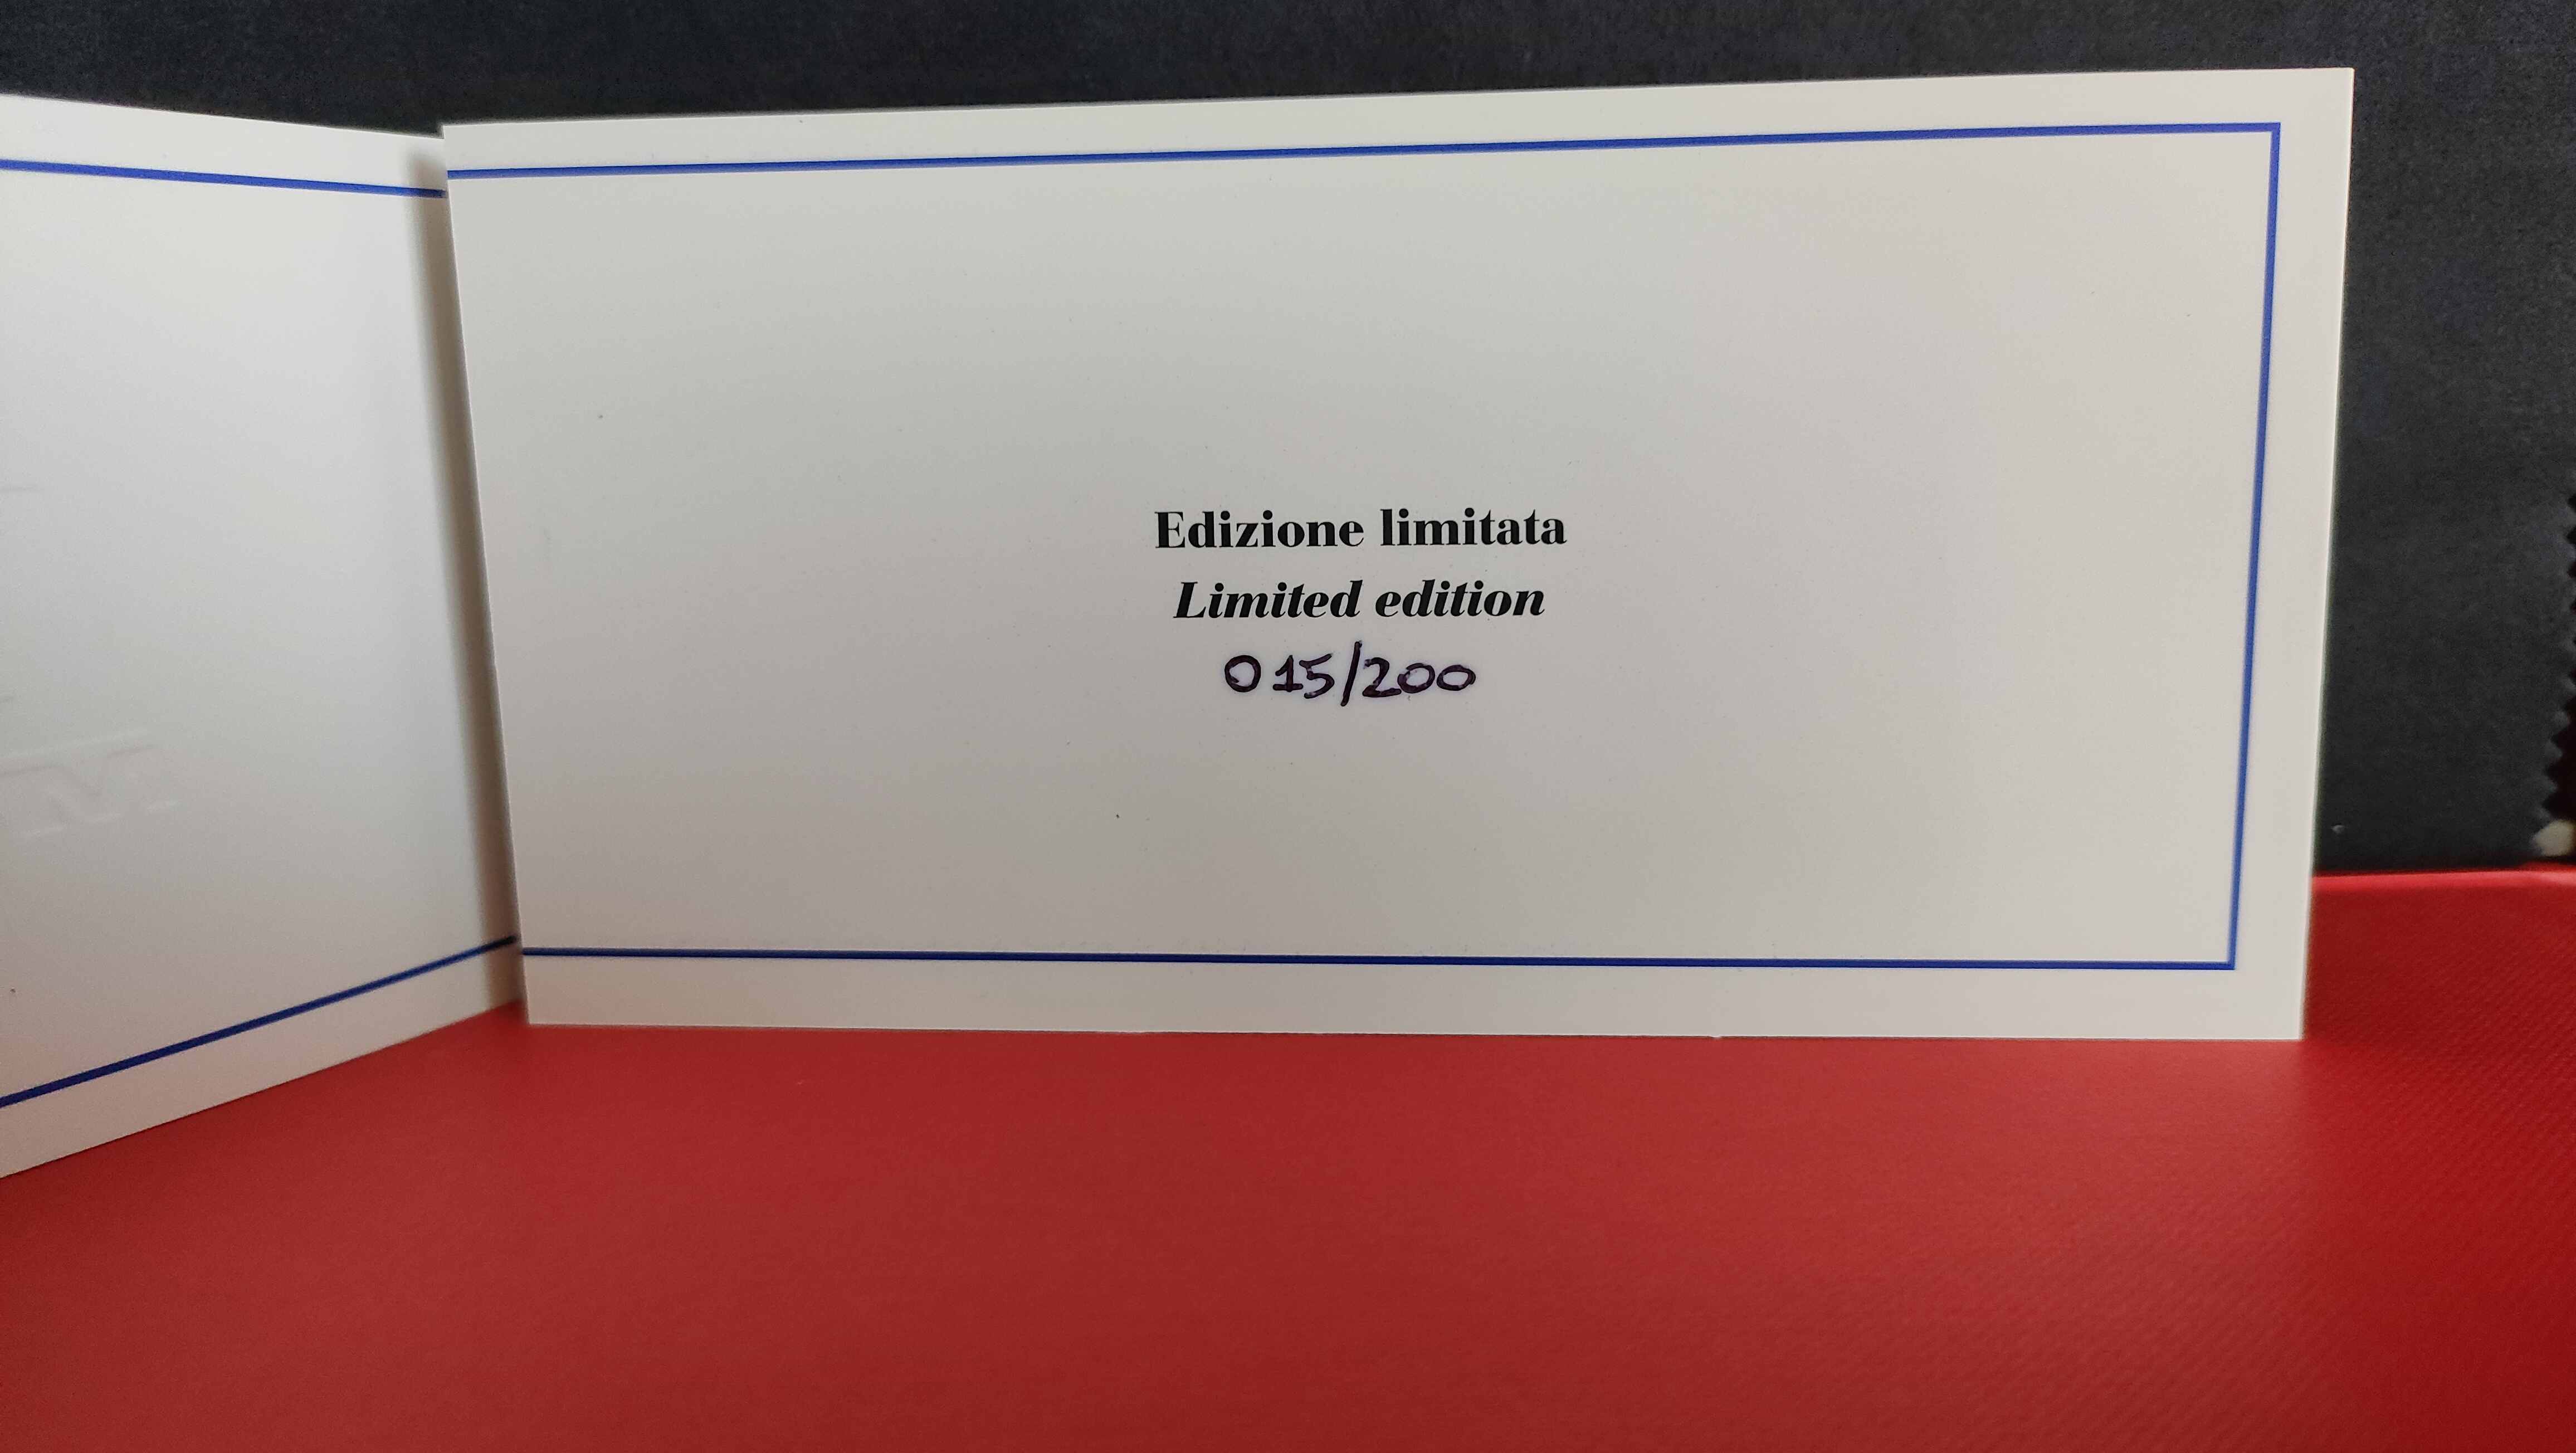 Edizione limitata
Limited edition
015/200